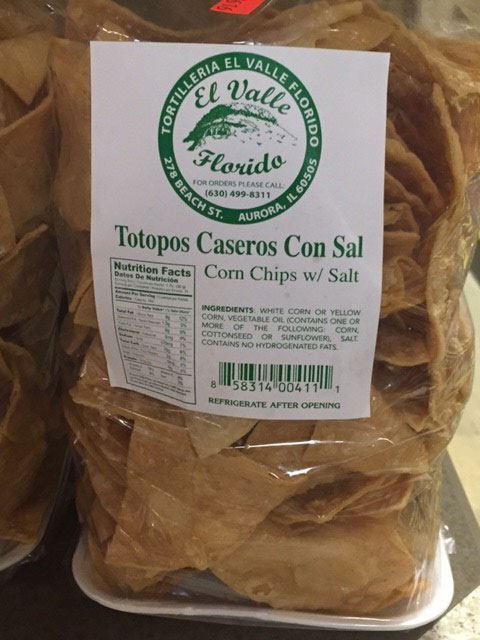 TORTILLERIA EL VALLE FLORIDO
El Valle
Florido
FOR ORDERS PLEASE CALL:
(630) 499-8311
278 BEACH ST. AURORA, IL 60505
Totopos Caseros Con Sal
Corn Chips w/ Salt
Nutrition Facts
Datos De Nutrición
INGREDIENTS: WHITE CORN OR YELLOW
CORN, VEGETABLE OIL (CONTAINS ONE OR
MORE OF THE FOLLOWING: CORN,
COTTONSEED OR SUNFLOWER), SALT.
CONTAINS NO HYDROGENATED FATS.
8 58314 00411 1
REFRIGERATE AFTER OPENING